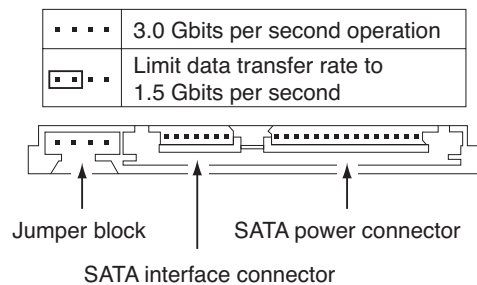 3.0 Gbits per second operation
Limit data transfer rate to
1.5 Gbits per second
Jumper block
SATA power connector
SATA interface connector